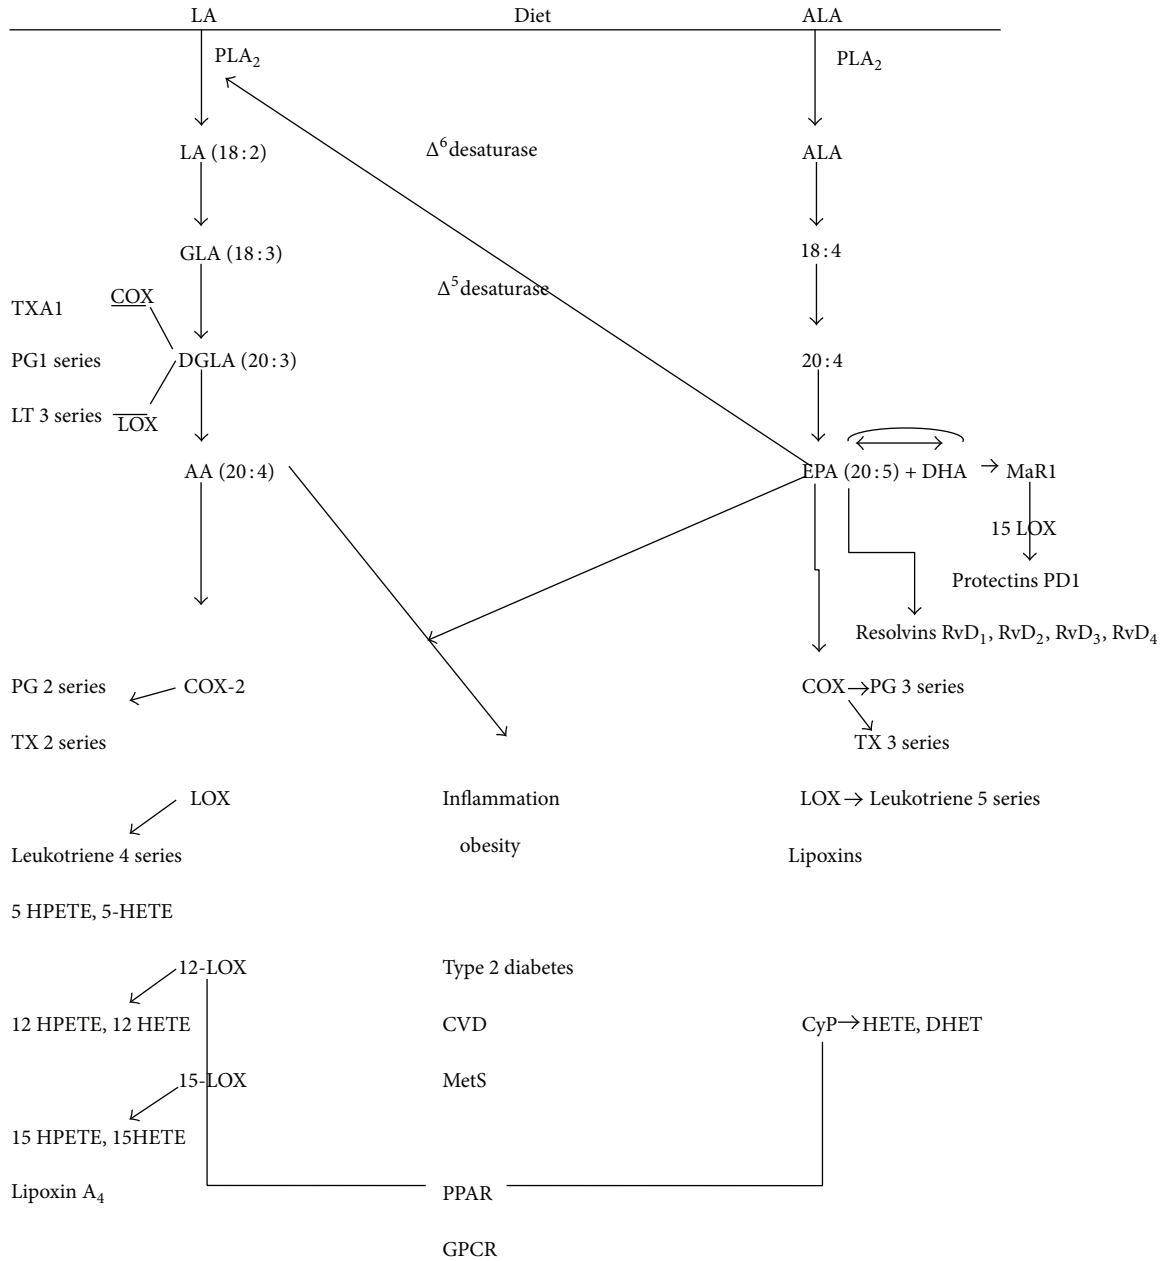 LA Diet ALA
PLA₂ PLA₂
LA (18:2) Δ⁶desaturase ALA
GLA (18:3) 18:4
Δ⁵desaturase
TXA1 COX
PG1 series DGLA (20:3) 20:4
LT 3 series LOX
AA (20:4) EPA (20:5) + DHA MaR1
15 LOX
Protectins PD1
Resolvins RvD₁, RvD₂, RvD₃, RvD₄
PG 2 series COX-2 COX PG 3 series
TX 2 series TX 3 series
LOX Inflammation LOX Leukotriene 5 series
obesity
Leukotriene 4 series Lipoxins
5 HPETE, 5-HETE
12-LOX Type 2 diabetes
12 HPETE, 12 HETE CVD CyP HETE, DHET
15-LOX MetS
15 HPETE, 15HETE
Lipoxin A₄ PPAR
GPCR